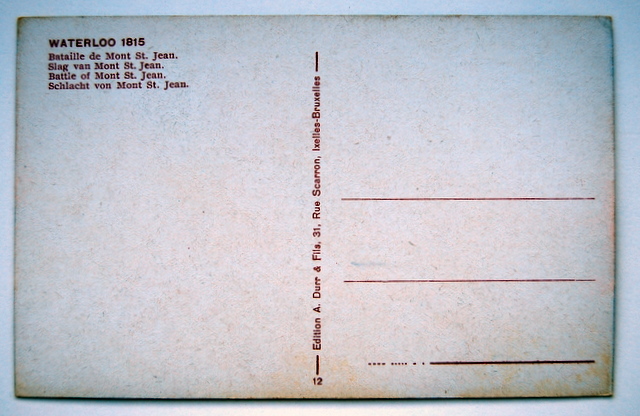 WATERLOO 1815
Bataille de Mont St. Jean.
Slag van Mont St. Jean.
Battle of Mont St. Jean.
Schlacht von Mont St. Jean.
Edition A. Durr & Fils, 31, Rue Scarron, Ixelles-Bruxelles
12